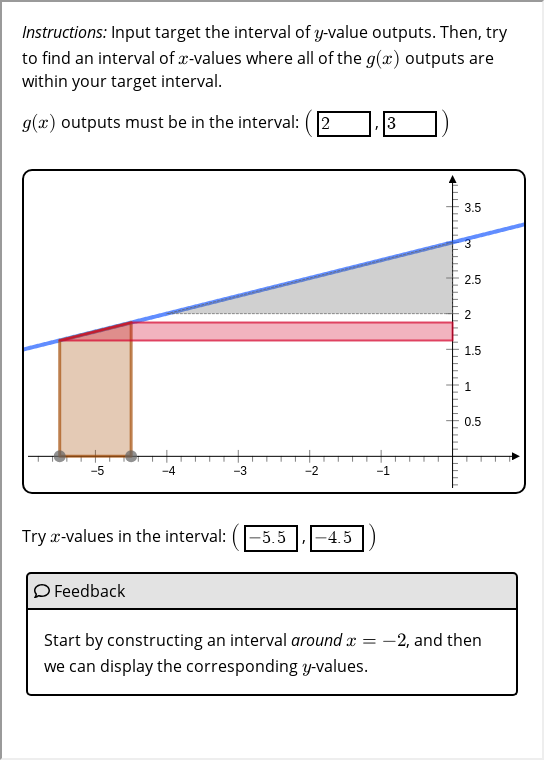 Instructions: Input target the interval of y-value outputs. Then, try
to find an interval of x-values where all of the g(x) outputs are
within your target interval.
g(x) outputs must be in the interval: ( 2 , 3 )
3.5
3
2.5
2
1.5
1
0.5
−5 −4 −3 −2 −1
Try x-values in the interval: ( −5.5 , −4.5 )
Feedback
Start by constructing an interval around x = −2, and then
we can display the corresponding y-values.